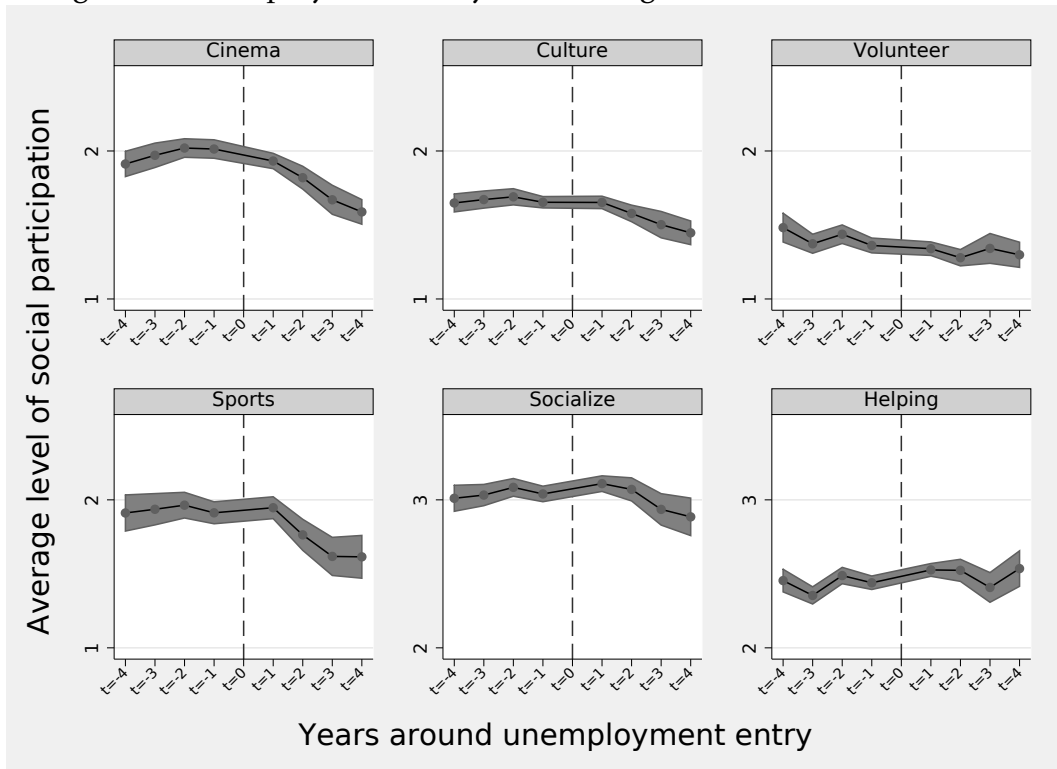 Cinema Culture Volunteer
2
1
t=-4 t=-3 t=-2 t=-1 t=0 t=1 t=2 t=3 t=4
2
1
t=-4 t=-3 t=-2 t=-1 t=0 t=1 t=2 t=3 t=4
2
1
t=-4 t=-3 t=-2 t=-1 t=0 t=1 t=2 t=3 t=4
Average level of social participation
Sports Socialize Helping
2
1
t=-4 t=-3 t=-2 t=-1 t=0 t=1 t=2 t=3 t=4
3
2
t=-4 t=-3 t=-2 t=-1 t=0 t=1 t=2 t=3 t=4
3
2
t=-4 t=-3 t=-2 t=-1 t=0 t=1 t=2 t=3 t=4
Years around unemployment entry